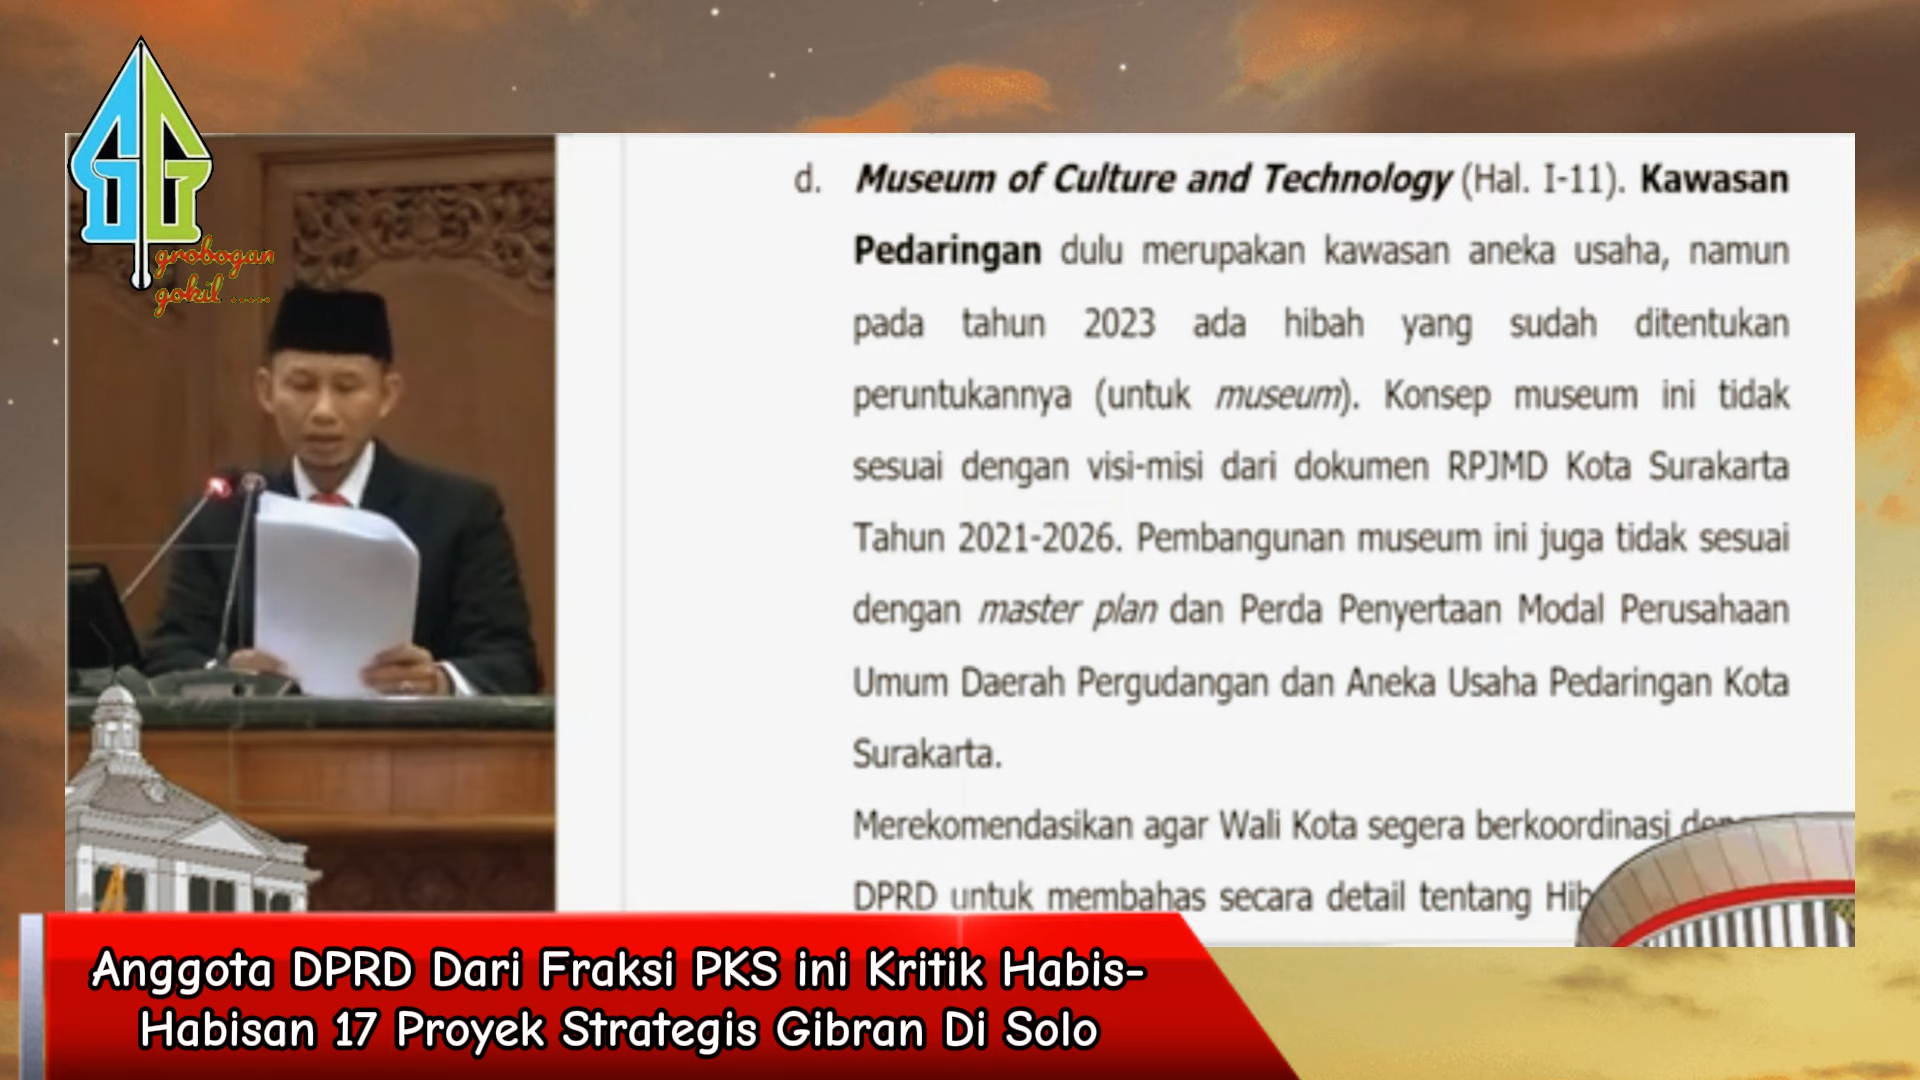 grobogan
gokil .....
d. Museum of Culture and Technology (Hal. I-11). Kawasan
Pedaringan dulu merupakan kawasan aneka usaha, namun
pada tahun 2023 ada hibah yang sudah ditentukan
peruntukannya (untuk museum). Konsep museum ini tidak
sesuai dengan visi-misi dari dokumen RPJMD Kota Surakarta
Tahun 2021-2026. Pembangunan museum ini juga tidak sesuai
dengan master plan dan Perda Penyertaan Modal Perusahaan
Umum Daerah Pergudangan dan Aneka Usaha Pedaringan Kota
Surakarta.
Merekomendasikan agar Wali Kota segera berkoordinasi
DPRD untuk membahas secara detail tentang
Anggota DPRD Dari Fraksi PKS ini Kritik Habis-
Habisan 17 Proyek Strategis Gibran Di Solo